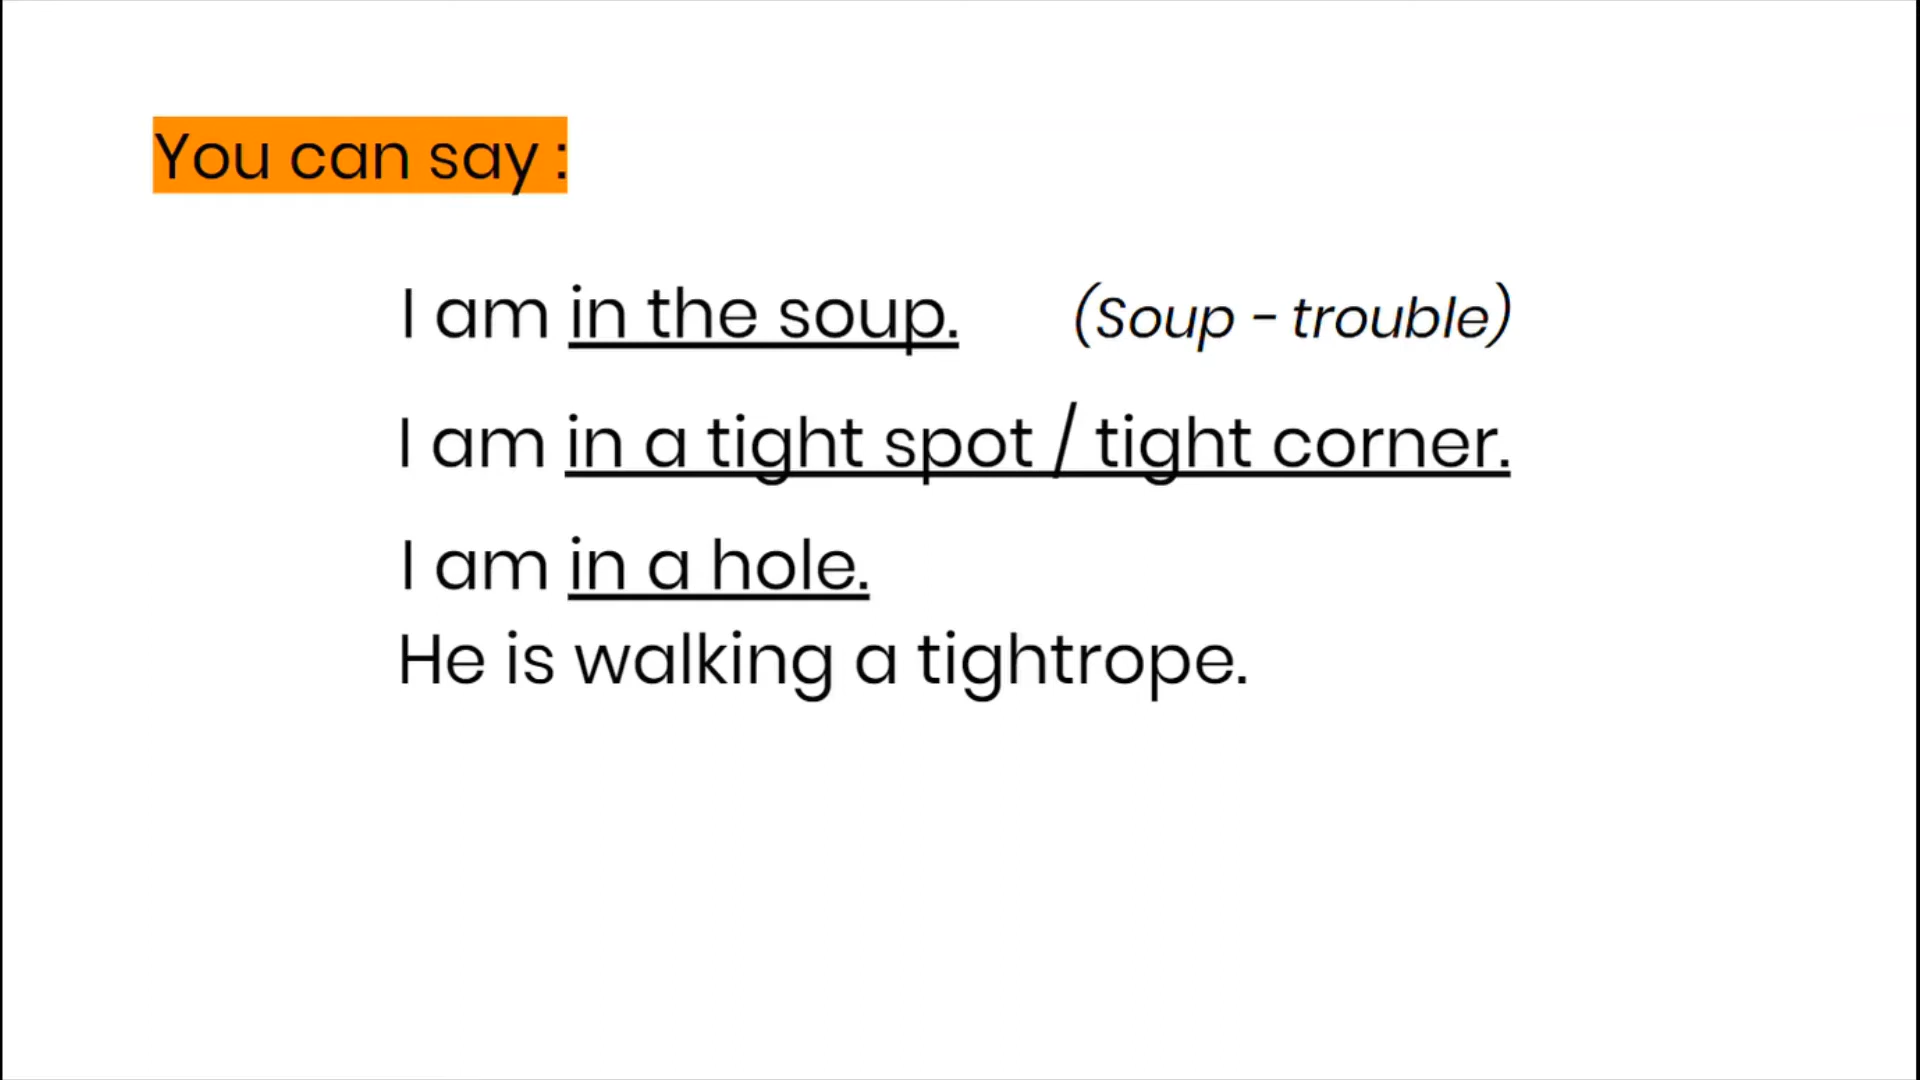 You can say :
I am in the soup. (Soup - trouble)
I am in a tight spot / tight corner.
I am in a hole.
He is walking a tightrope.